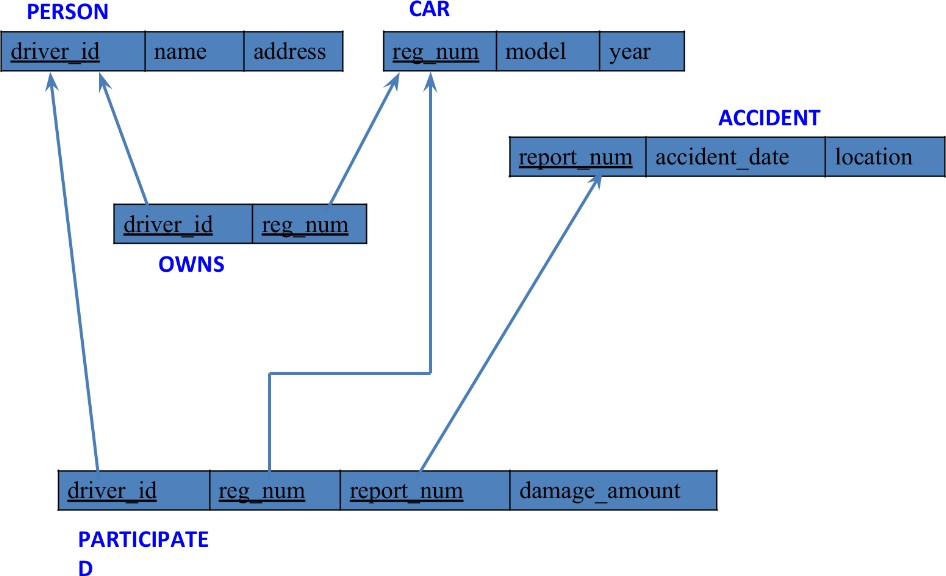 PERSON
CAR
driver_id name address
reg_num model year
ACCIDENT
report_num accident_date location
driver_id reg_num
OWNS
driver_id reg_num report_num damage_amount
PARTICIPATE
D